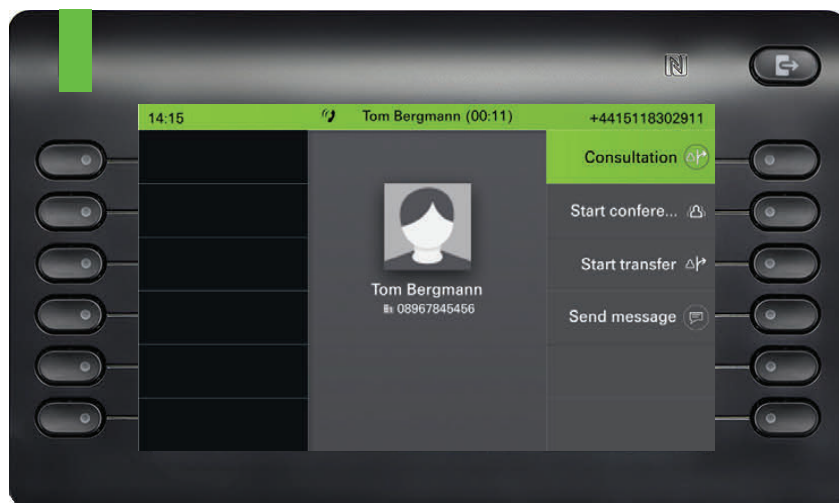 14:15 Tom Bergmann (00:11) +4415118302911
Consultation
Start confere...
Start transfer
Send message
Tom Bergmann
08967845456